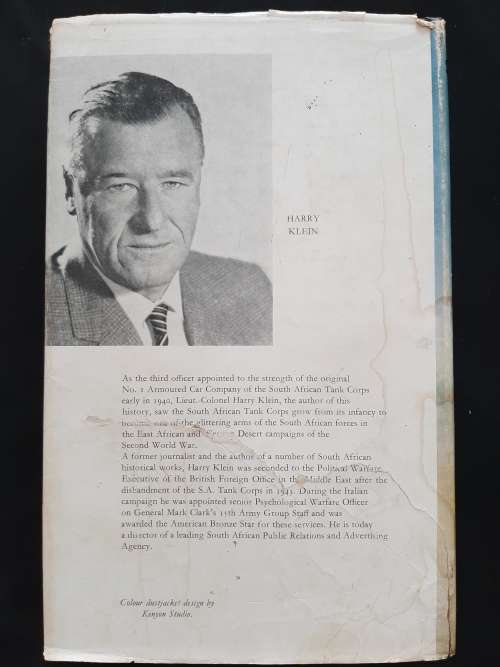 HARRY
KLEIN
As the third officer appointed to the strength of the original
No. 1 Armoured Car Company of the South African Tank Corps
early in 1940, Lieut.-Colonel Harry Klein, the author of this
history, saw the South African Tank Corps grow from its infancy to
become one of the glittering arms of the South African forces in
the East African and Desert campaigns of the
Second World War.
A former journalist and the author of a number of South African
historical works, Harry Klein was seconded to the Political Warfare
Executive of the British Foreign Office in the Middle East after the
disbandment of the S.A. Tank Corps in 1943. During the Italian
campaign he was appointed senior Psychological Warfare Officer
on General Mark Clark's 15th Army Group Staff and was
awarded the American Bronze Star for these services. He is today
a director of a leading South African Public Relations and Advertising
Agency.
Colour dustjacket design by
Kenyon Studio.